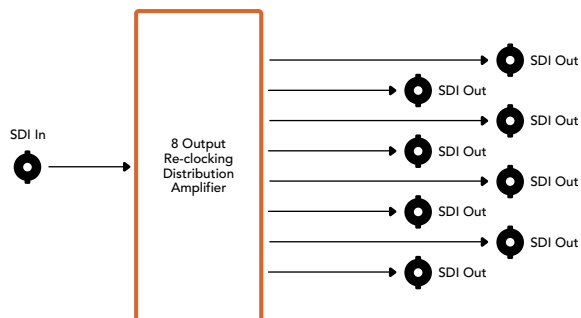 SDI In
8 Output
Re-clocking
Distribution
Amplifier
SDI Out
SDI Out
SDI Out
SDI Out
SDI Out
SDI Out
SDI Out
SDI Out